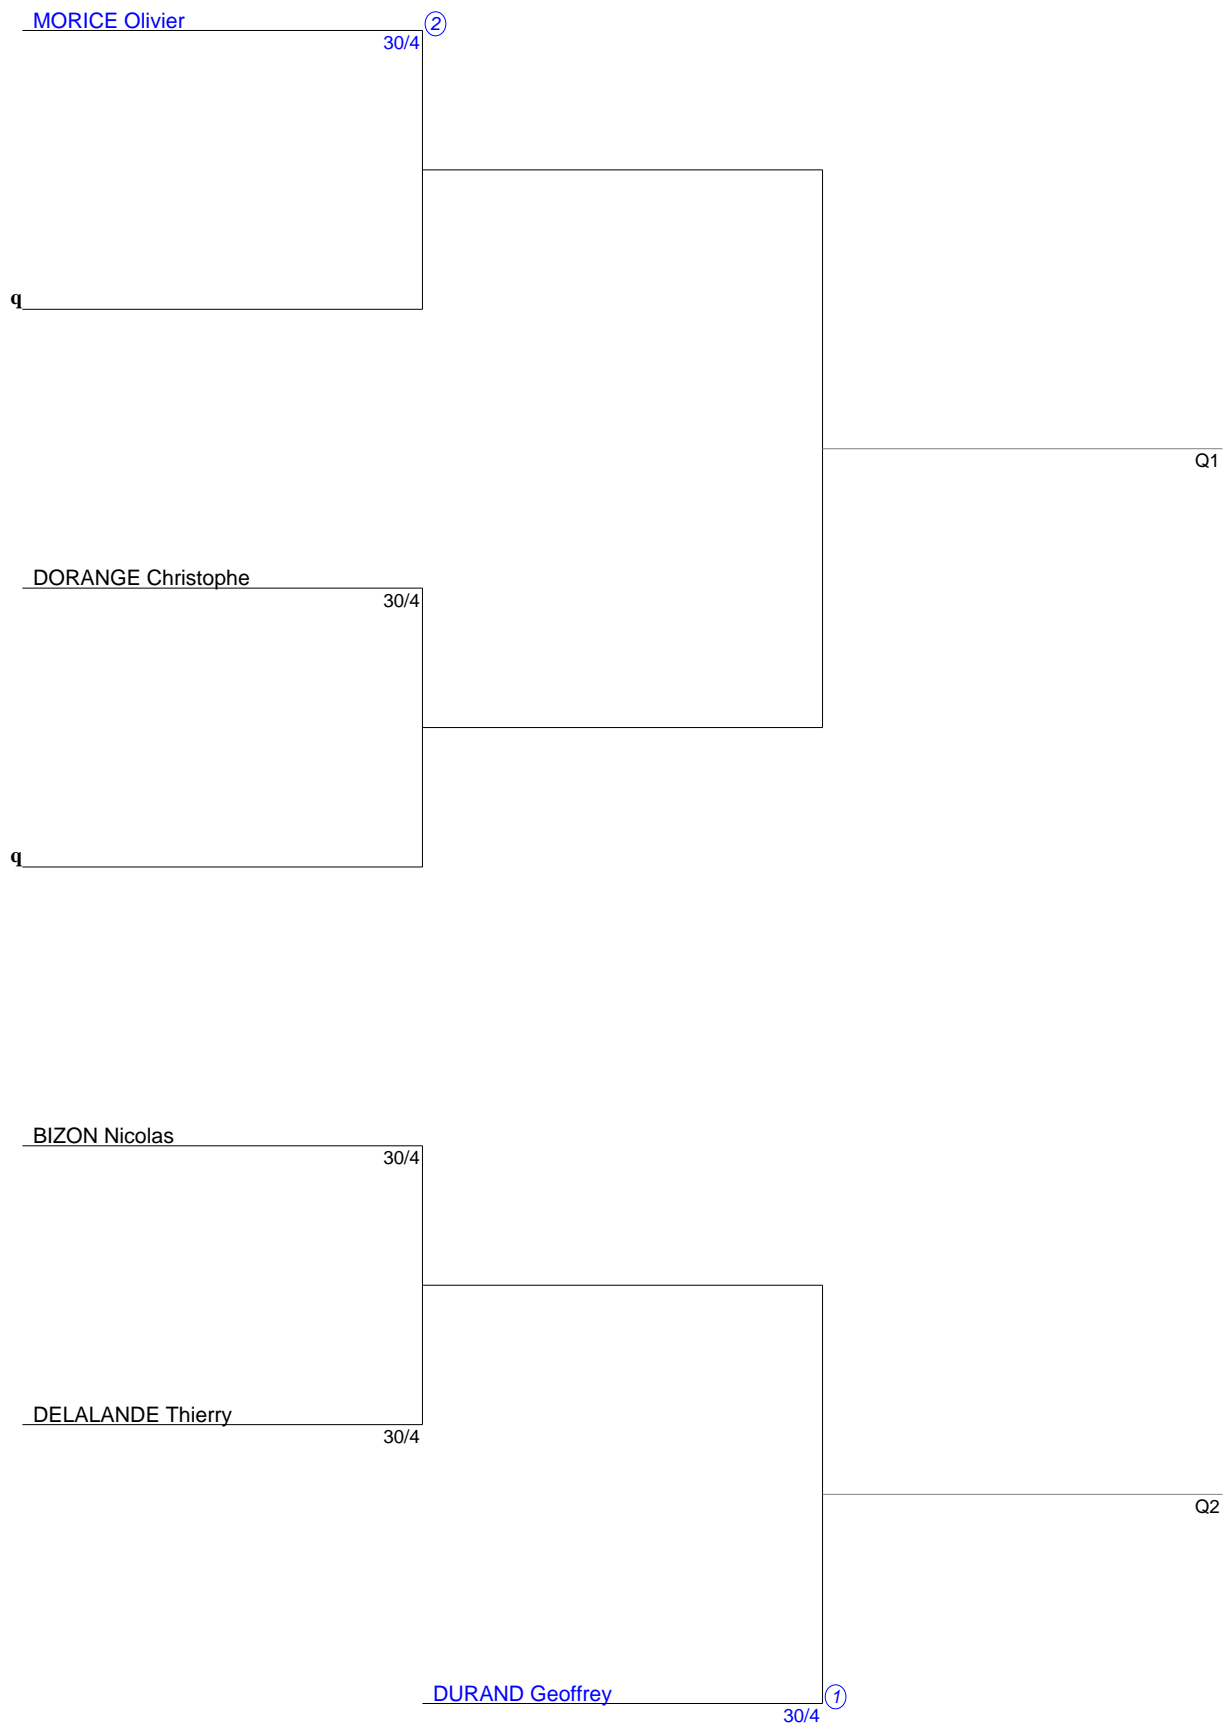 MORICE Olivier
2
30/4
q
Q1
DORANGE Christophe
30/4
q
BIZON Nicolas
30/4
DELALANDE Thierry
30/4
Q2
DURAND Geoffrey
1
30/4